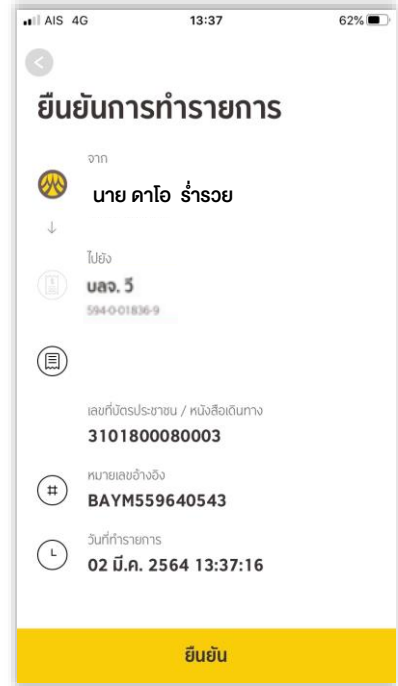 AIS 4G 13:37 62%
ยืนยันการทำรายการ
จาก
นาย ดาโอ ร่ำรวย
ไปยัง
บลจ. วี
594-0-01836-9
เลขที่บัตรประชาชน / หนังสือเดินทาง
3101800080003
หมายเลขอ้างอิง
BAYM559640543
วันที่ทำรายการ
02 มี.ค. 2564 13:37:16
ยืนยัน